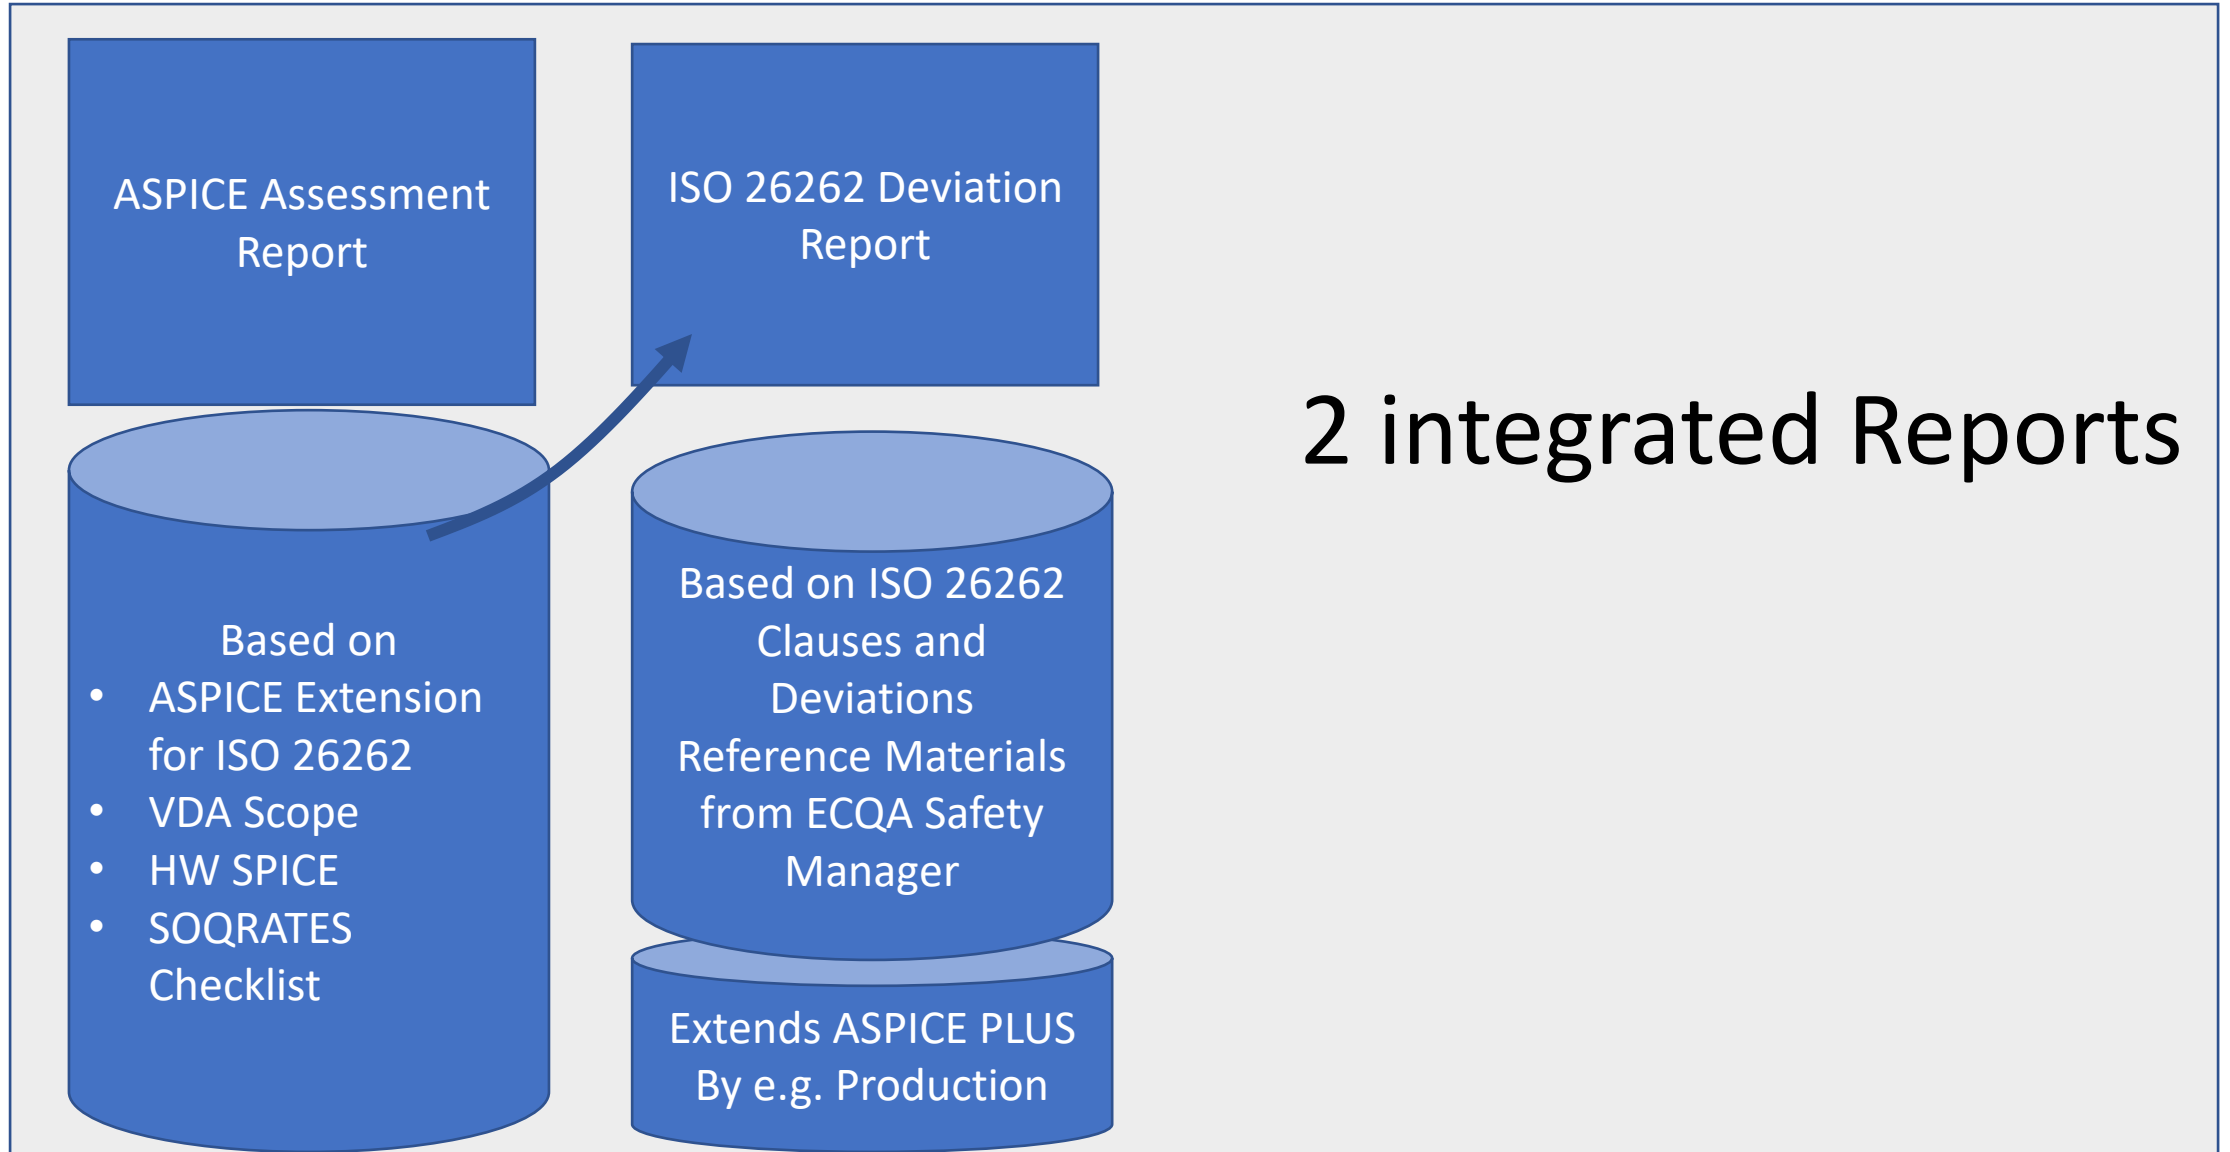 ASPICE Assessment
Report
ISO 26262 Deviation
Report
2 integrated Reports
Based on
• ASPICE Extension
for ISO 26262
• VDA Scope
• HW SPICE
• SOQRATES
Checklist
Based on ISO 26262
Clauses and
Deviations
Reference Materials
from ECQA Safety
Manager
Extends ASPICE PLUS
By e.g. Production